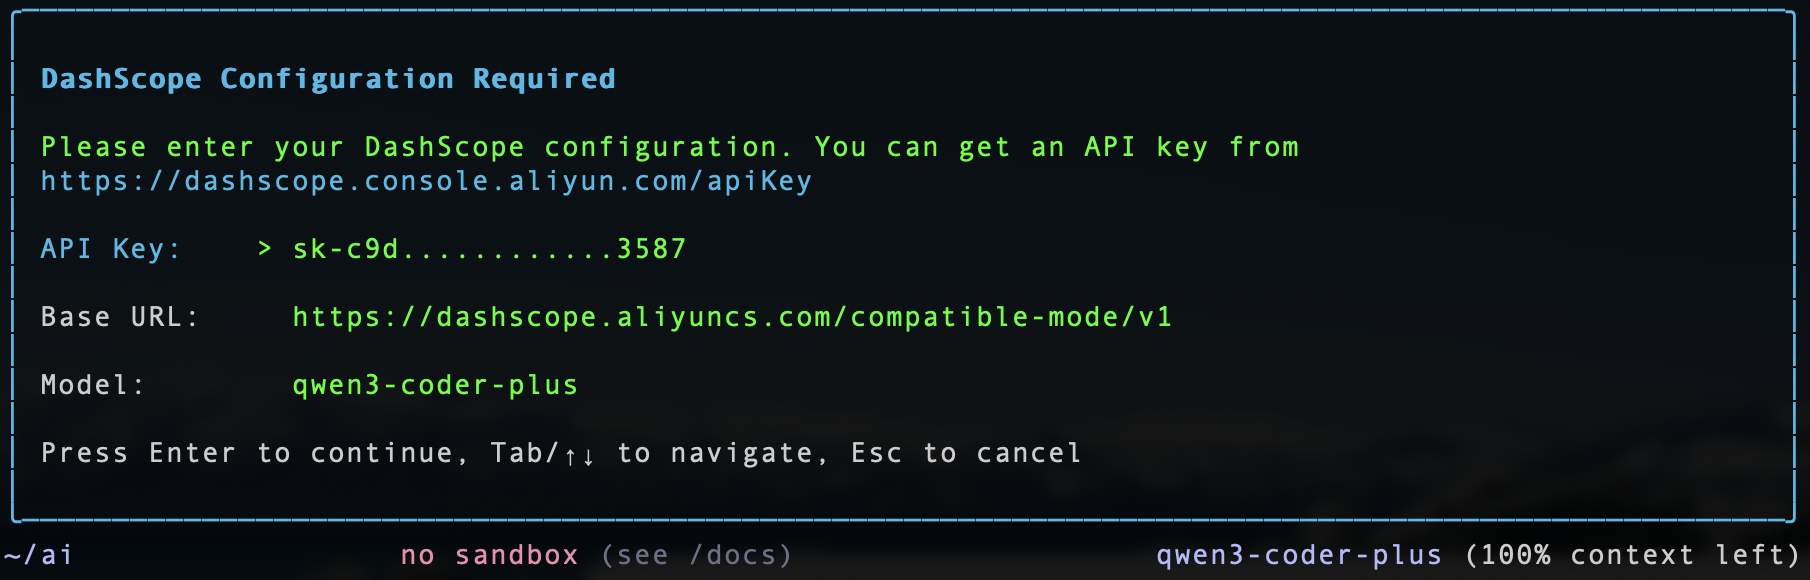 DashScope Configuration Required
Please enter your DashScope configuration. You can get an API key from
https://dashscope.console.aliyun.com/apiKey
API Key: > sk-c9d............3587
Base URL: https://dashscope.aliyuncs.com/compatible-mode/v1
Model: qwen3-coder-plus
Press Enter to continue, Tab/↑↓ to navigate, Esc to cancel
~/ai no sandbox (see /docs) qwen3-coder-plus (100% context left)